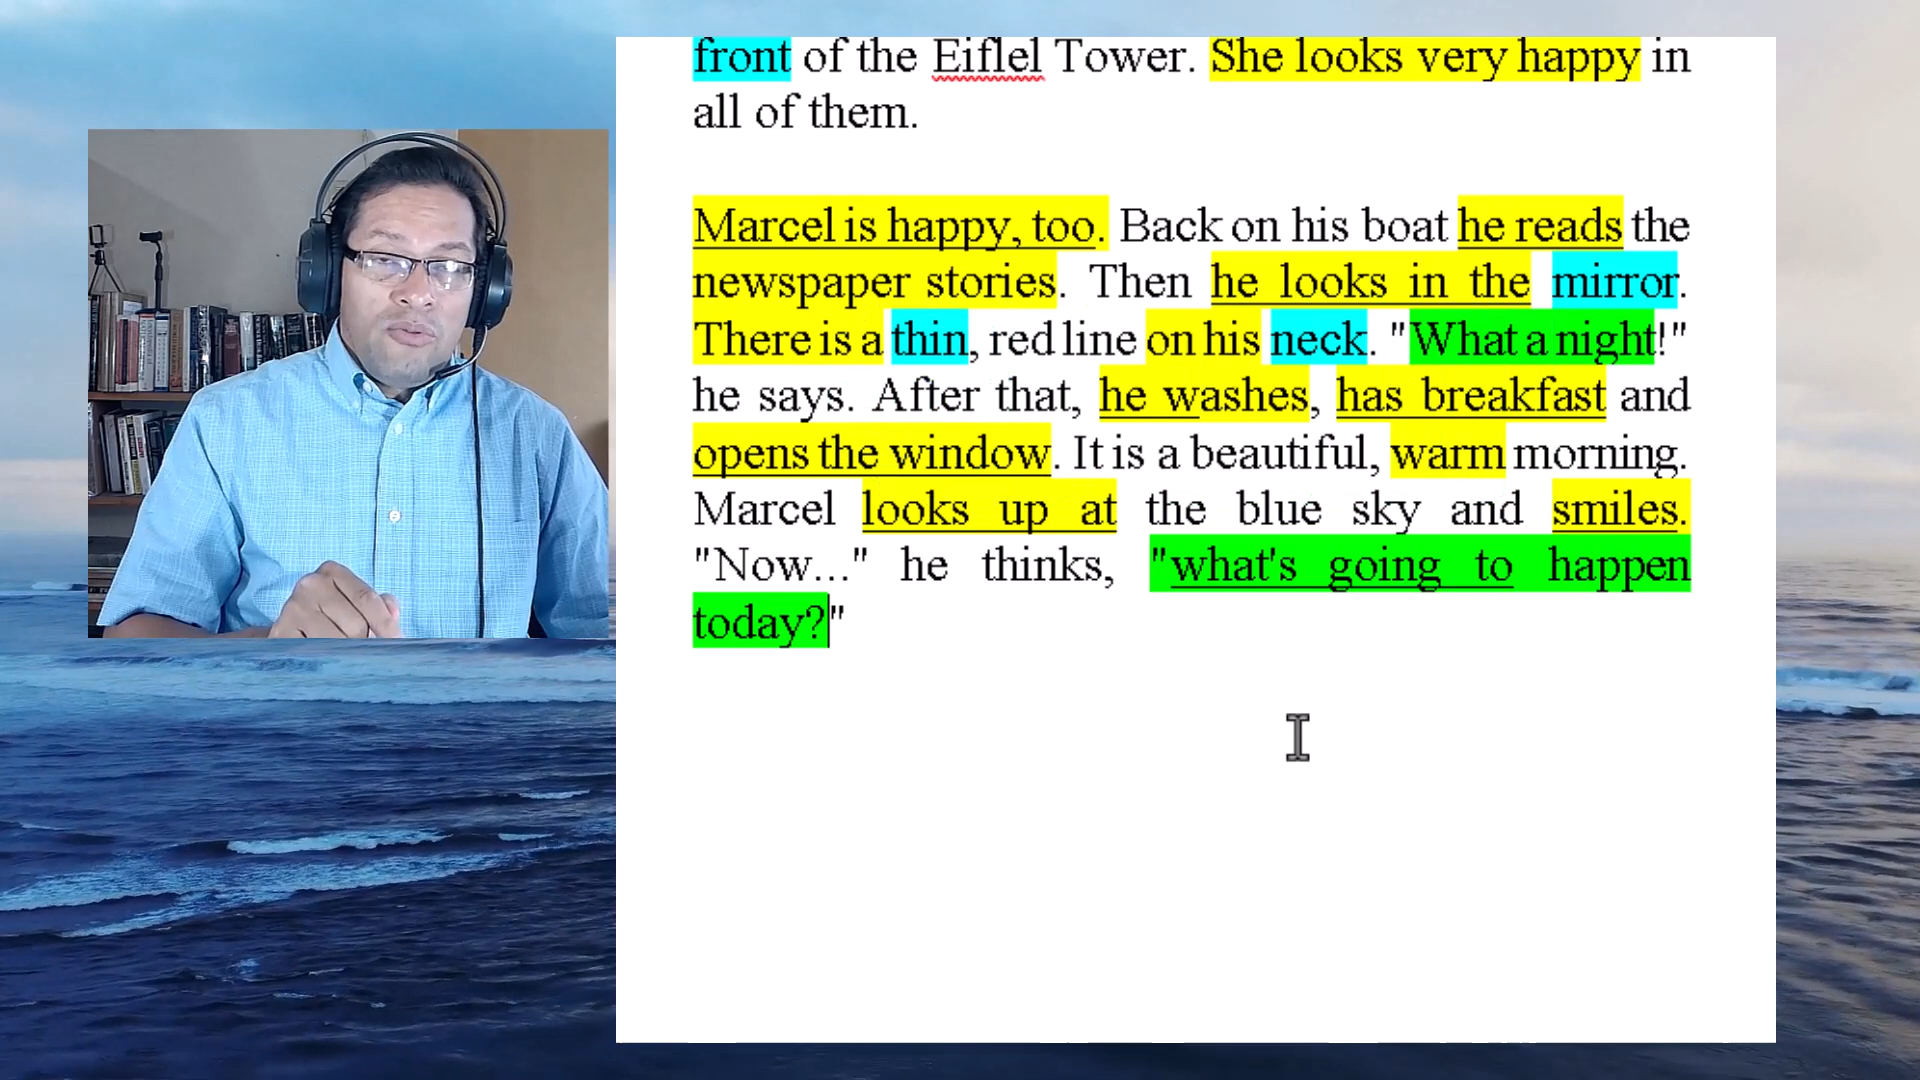 front of the Eiflel Tower. She looks very happy in
all of them.
Marcel is happy, too. Back on his boat he reads the
newspaper stories. Then he looks in the mirror.
There is a thin, red line on his neck. "What a night!"
he says. After that, he washes, has breakfast and
opens the window. It is a beautiful, warm morning.
Marcel looks up at the blue sky and smiles.
"Now..." he thinks, "what's going to happen
today?"